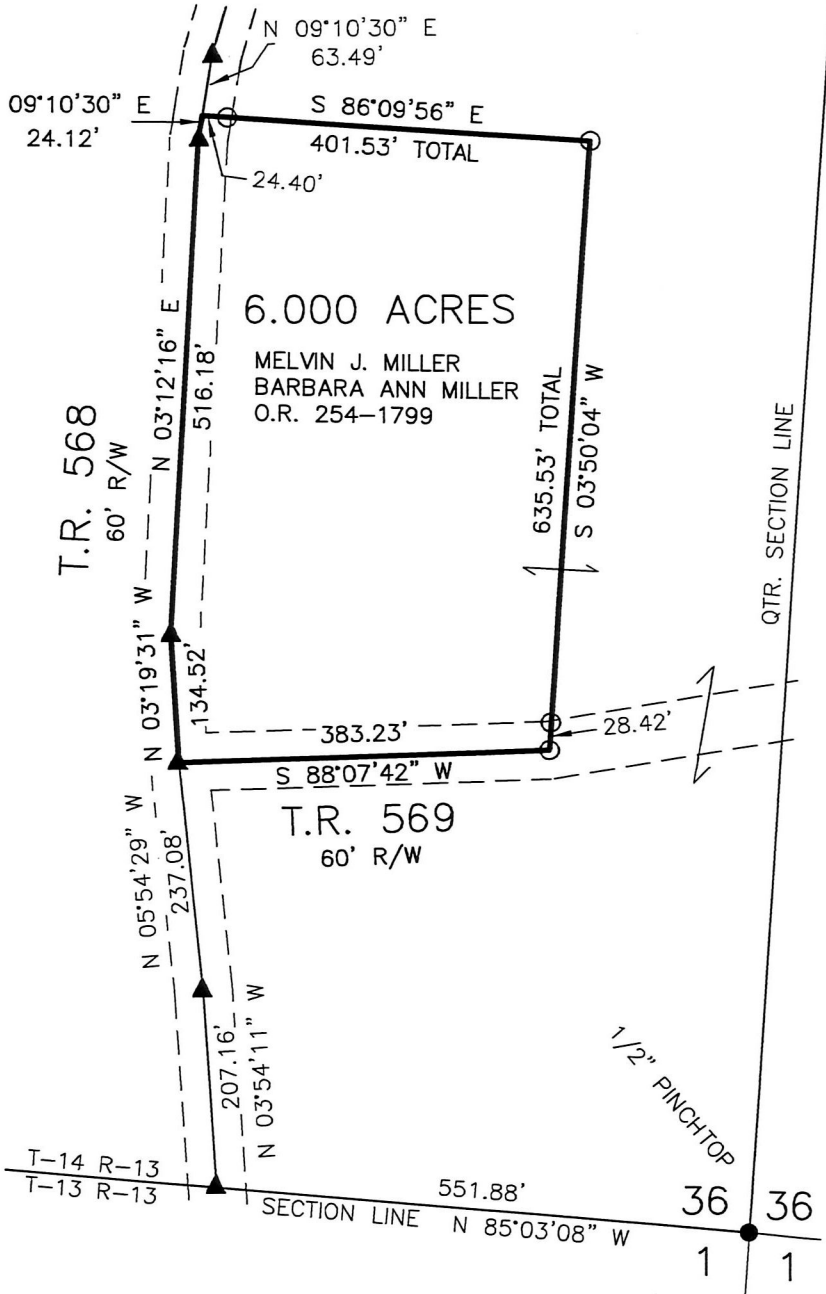 N 09°10'30" E
63.49'
09°10'30" E
24.12'
S 86°09'56" E
401.53' TOTAL
24.40'
6.000 ACRES
MELVIN J. MILLER
BARBARA ANN MILLER
O.R. 254–1799
N 03°12'16" E
516.18'
T.R. 568
60' R/W
635.53' TOTAL
S 03°50'04" W
QTR. SECTION LINE
N 03°19'31" W
134.52'
383.23'
28.42'
S 88°07'42" W
T.R. 569
60' R/W
N 05°54'29" W
237.08'
207.16'
N 03°54'11" W
1/2" PINCHTOP
T–14 R–13
T–13 R–13
551.88'
SECTION LINE N 85°03'08" W
36 36
1 1